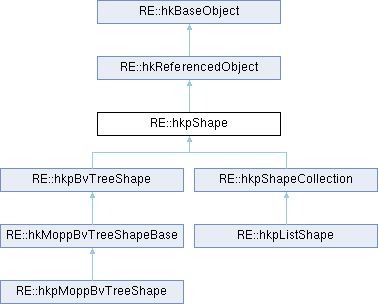 RE::hkBaseObject
RE::hkReferencedObject
RE::hkpShape
RE::hkpBvTreeShape
RE::hkpShapeCollection
RE::hkMoppBvTreeShapeBase
RE::hkpListShape
RE::hkpMoppBvTreeShape